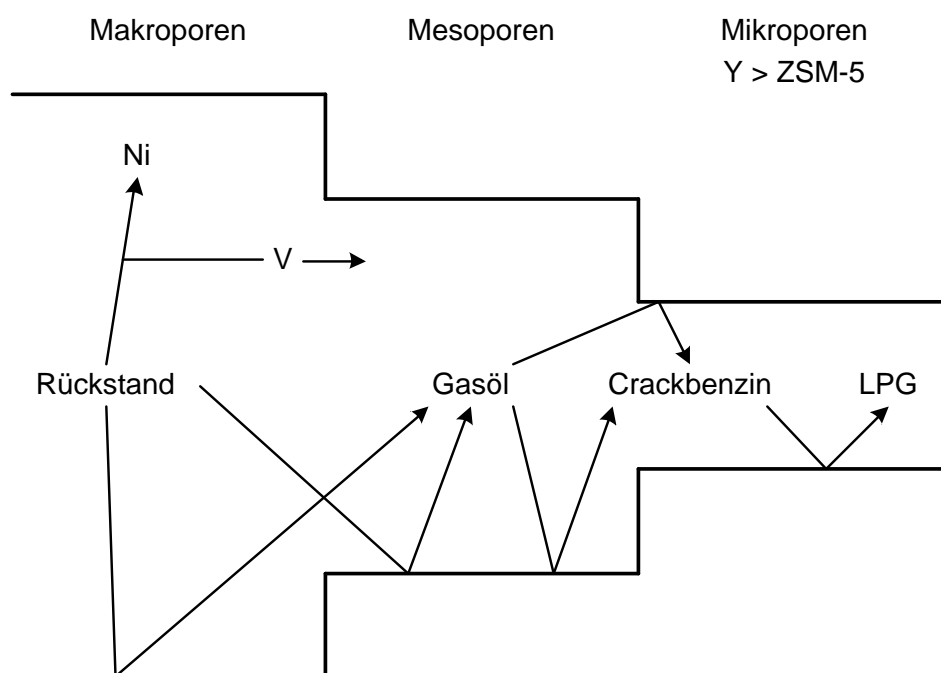 Makroporen
Mesoporen
Mikroporen
Y > ZSM-5
Ni
V
Rückstand
Gasöl
Crackbenzin
LPG